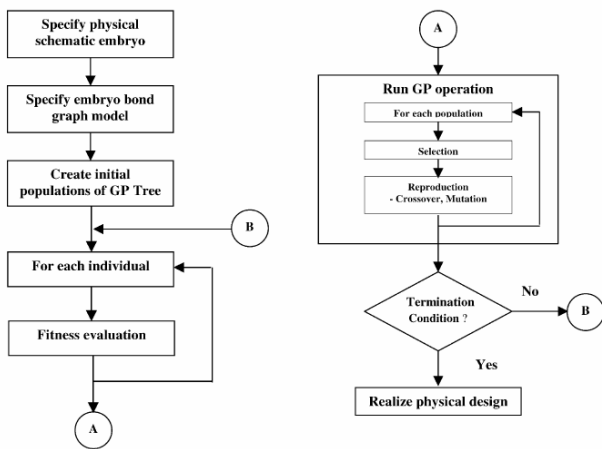 Specify physical
schematic embryo
Specify embryo bond
graph model
Create initial
populations of GP Tree
B
For each individual
Fitness evaluation
A
A
Run GP operation
For each population
Selection
Reproduction
- Crossover, Mutation
Termination
Condition ?
No
B
Yes
Realize physical design